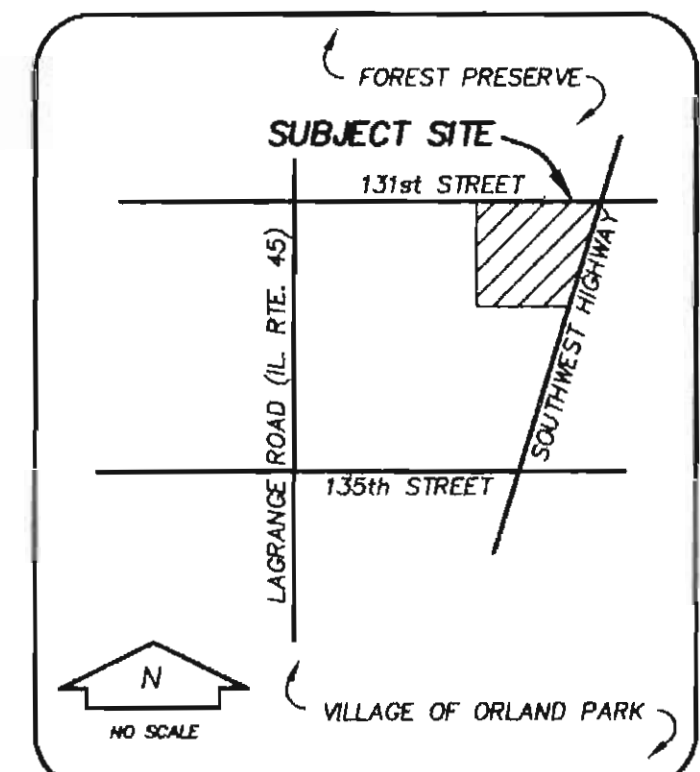 FOREST PRESERVE
SUBJECT SITE
131st STREET
LAGRANGE ROAD (IL. RTE. 45)
SOUTHWEST HIGHWAY
135th STREET
N
NO SCALE
VILLAGE OF ORLAND PARK